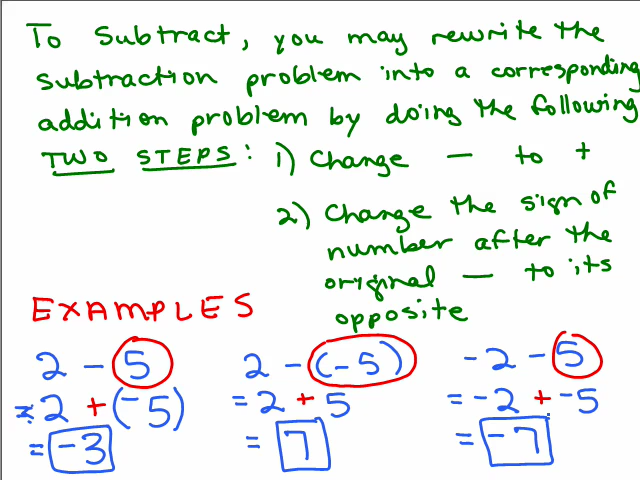 To Subtract, you may rewrite the
subtraction problem into a corresponding
addition problem by doing the following
TWO STEPS: 1) Change — to +
2) Change the sign of
number after the
original — to its
opposite
EXAMPLES
2 - 5 2 - (-5) -2 - 5
= 2 + (-5) = 2 + 5 = -2 + -5
= -3 = 7 = -7